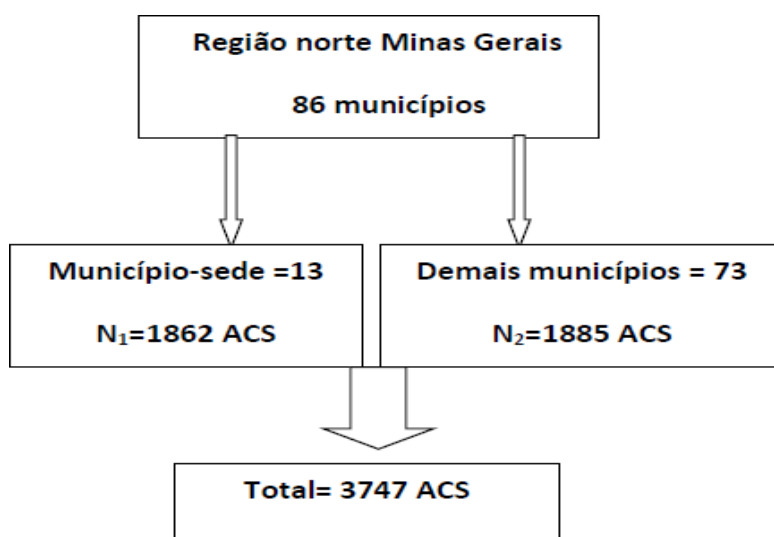 Região norte Minas Gerais
86 municípios
Município-sede =13
N₁=1862 ACS
Demais municípios = 73
N₂=1885 ACS
Total= 3747 ACS